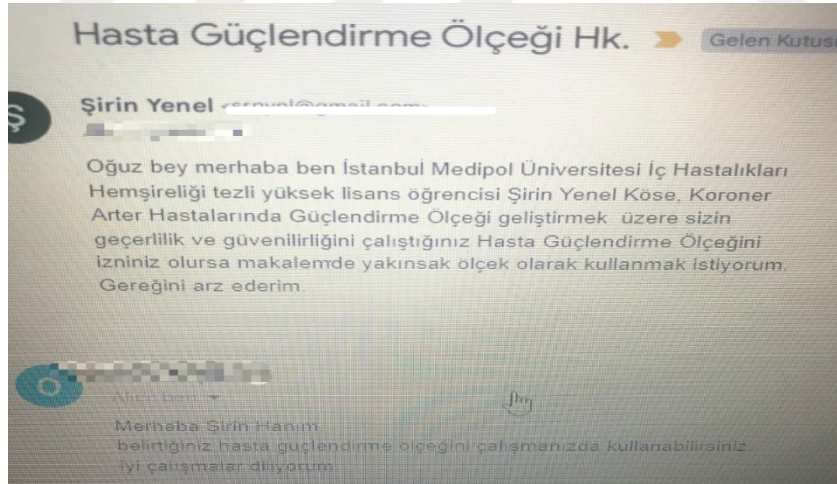 Hasta Güçlendirme Ölçeği Hk. Gelen Kutusu
Ş
Şirin Yenel
Oğuz bey merhaba ben İstanbul Medipol Üniversitesi İç Hastalıkları
Hemşireliği tezli yüksek lisans öğrencisi Şirin Yenel Köse, Koroner
Arter Hastalarında Güçlendirme Ölçeği geliştirmek üzere sizin
geçerlilik ve güvenilirliğini çalıştığınız Hasta Güçlendirme Ölçeğini
izniniz olursa makalemde yakınsak ölçek olarak kullanmak istiyorum.
Gereğini arz ederim.
O
Alıcı: ben
Merhaba Şirin Hanım,
belirtiğiniz hasta güçlendirme ölçeğini çalışmanızda kullanabilirsiniz.
iyi çalışmalar diliyorum